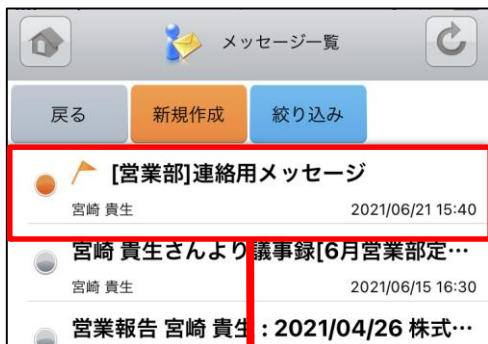 メッセージ一覧
戻る 新規作成 絞り込み
[営業部]連絡用メッセージ
宮崎 貴生 2021/06/21 15:40
宮崎 貴生さんより議事録[6月営業部定…
宮崎 貴生 2021/06/15 16:30
営業報告 宮崎 貴生 : 2021/04/26 株式…